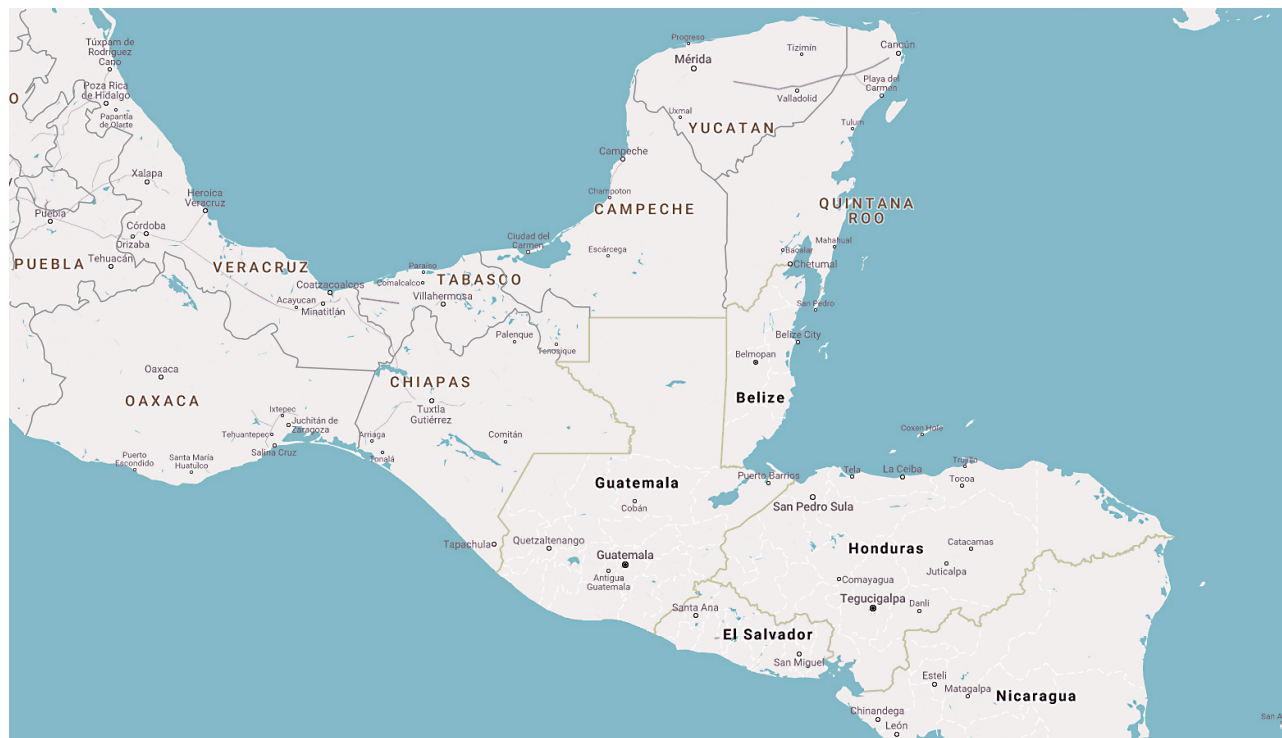 Túxpam de
Rodríguez
Cano
Poza Rica
de Hidalgo
Papantla
de Olarte
Xalapa
Heroica
Veracruz
Puebla
Córdoba
Orizaba
PUEBLA
Tehuacán
VERACRUZ
Coatzacoalcos
Acayucan
Minatitlán
Oaxaca
OAXACA
Ixtepec
Juchitán de
Zaragoza
Tehuantepec
Salina Cruz
Puerto
Escondido
Santa María
Huatulco
Progreso
Mérida
Tizimín
Cancún
Playa del
Carmen
Valladolid
Uxmal
YUCATAN
Tulum
Campeche
Champoton
CAMPECHE
QUINTANA
ROO
Ciudad del
Carmen
Escárcega
Mahahual
Bacalar
Chetumal
Paraíso
Comalcalco
TABASCO
Villahermosa
San Pedro
Palenque
Tenosique
Belize City
Belmopan
Belize
CHIAPAS
Tuxtla
Gutiérrez
Arriaga
Tonalá
Comitán
Coxen Hole
Guatemala
Puerto Barrios
Tela
La Ceiba
Trujillo
Tocoa
Cobán
San Pedro Sula
Tapachula
Quetzaltenango
Guatemala
Antigua
Guatemala
Honduras
Catacamas
Juticalpa
Comayagua
Tegucigalpa
Danlí
Santa Ana
El Salvador
San Miguel
Estelí
Matagalpa
Nicaragua
Chinandega
León
San A
O